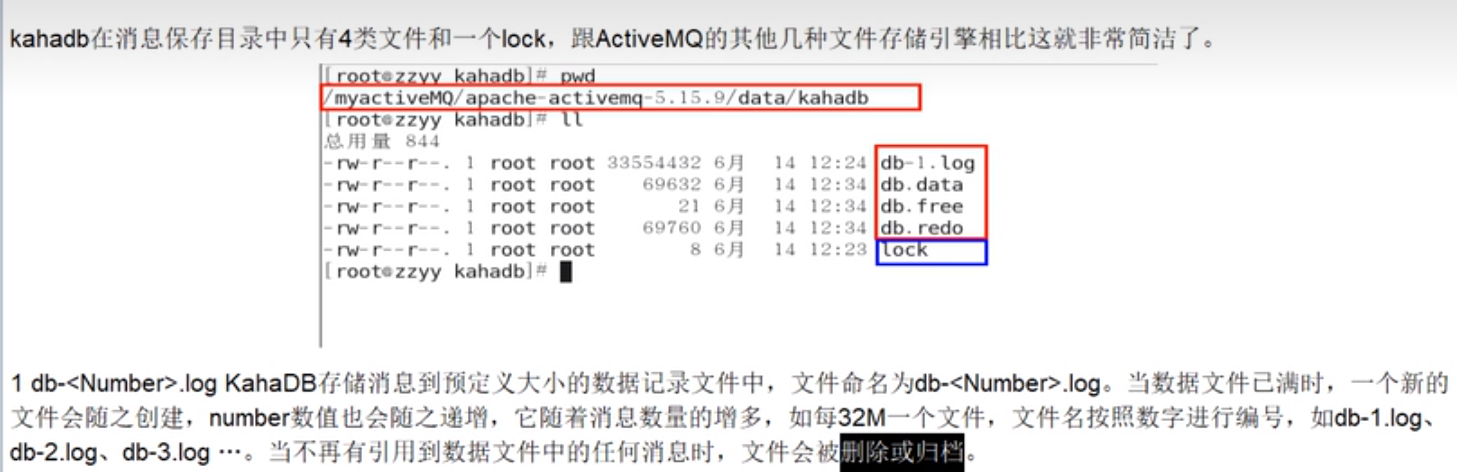 kahadb在消息保存目录中只有4类文件和一个lock，跟ActiveMQ的其他几种文件存储引擎相比这就非常简洁了。
[root@zzyy kahadb]# pwd
/myactiveMQ/apache-activemq-5.15.9/data/kahadb
[root@zzyy kahadb]# ll
总用量 844
-rw-r--r--. 1 root root 33554432 6月 14 12:24 db-1.log
-rw-r--r--. 1 root root 69632 6月 14 12:34 db.data
-rw-r--r--. 1 root root 21 6月 14 12:34 db.free
-rw-r--r--. 1 root root 69760 6月 14 12:34 db.redo
-rw-r--r--. 1 root root 8 6月 14 12:23 lock
[root@zzyy kahadb]#
1 db-<Number>.log KahaDB存储消息到预定义大小的数据记录文件中，文件命名为db-<Number>.log。当数据文件已满时，一个新的
文件会随之创建，number数值也会随之递增，它随着消息数量的增多，如每32M一个文件，文件名按照数字进行编号，如db-1.log、
db-2.log、db-3.log …。当不再有引用到数据文件中的任何消息时，文件会被删除或归档。